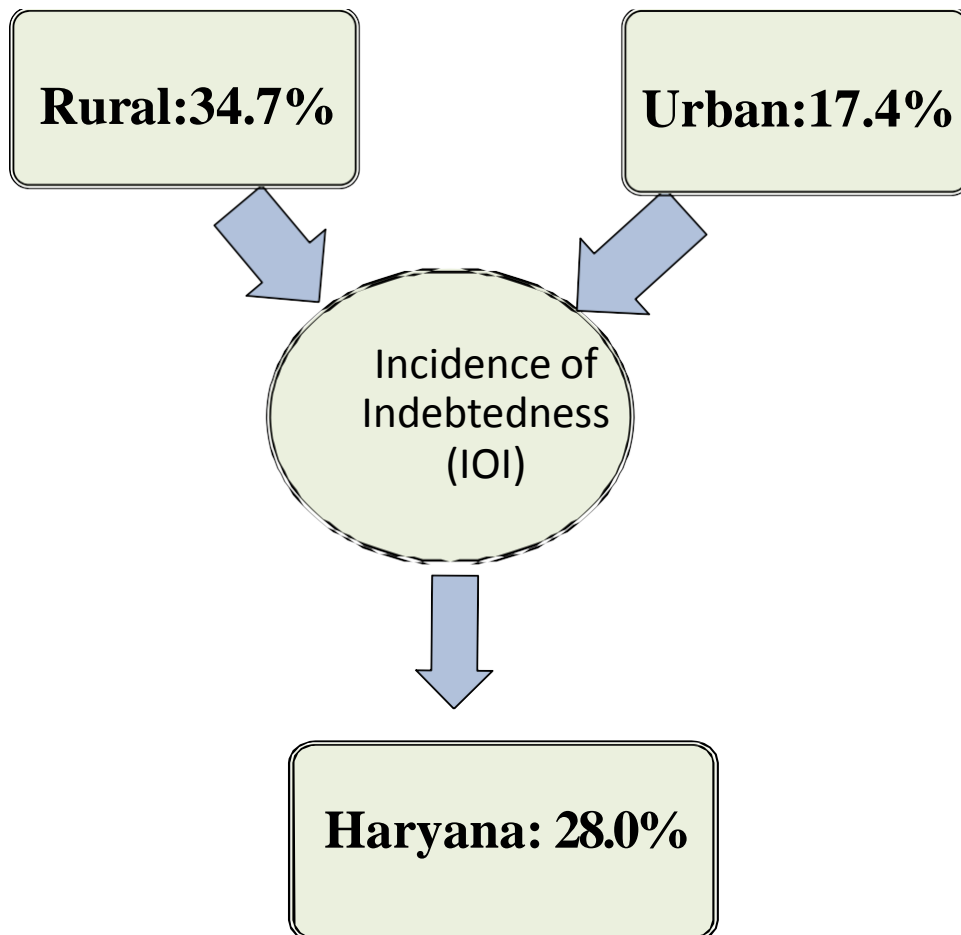 Rural:34.7%
Urban:17.4%
Incidence of
Indebtedness
(IOI)
Haryana: 28.0%